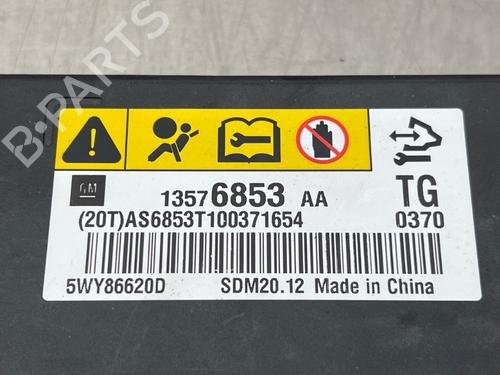 B-PARTS
GM
13576853 AA
TG
(20T)AS6853T100371654
0370
5WY86620D
SDM20.12 Made in China